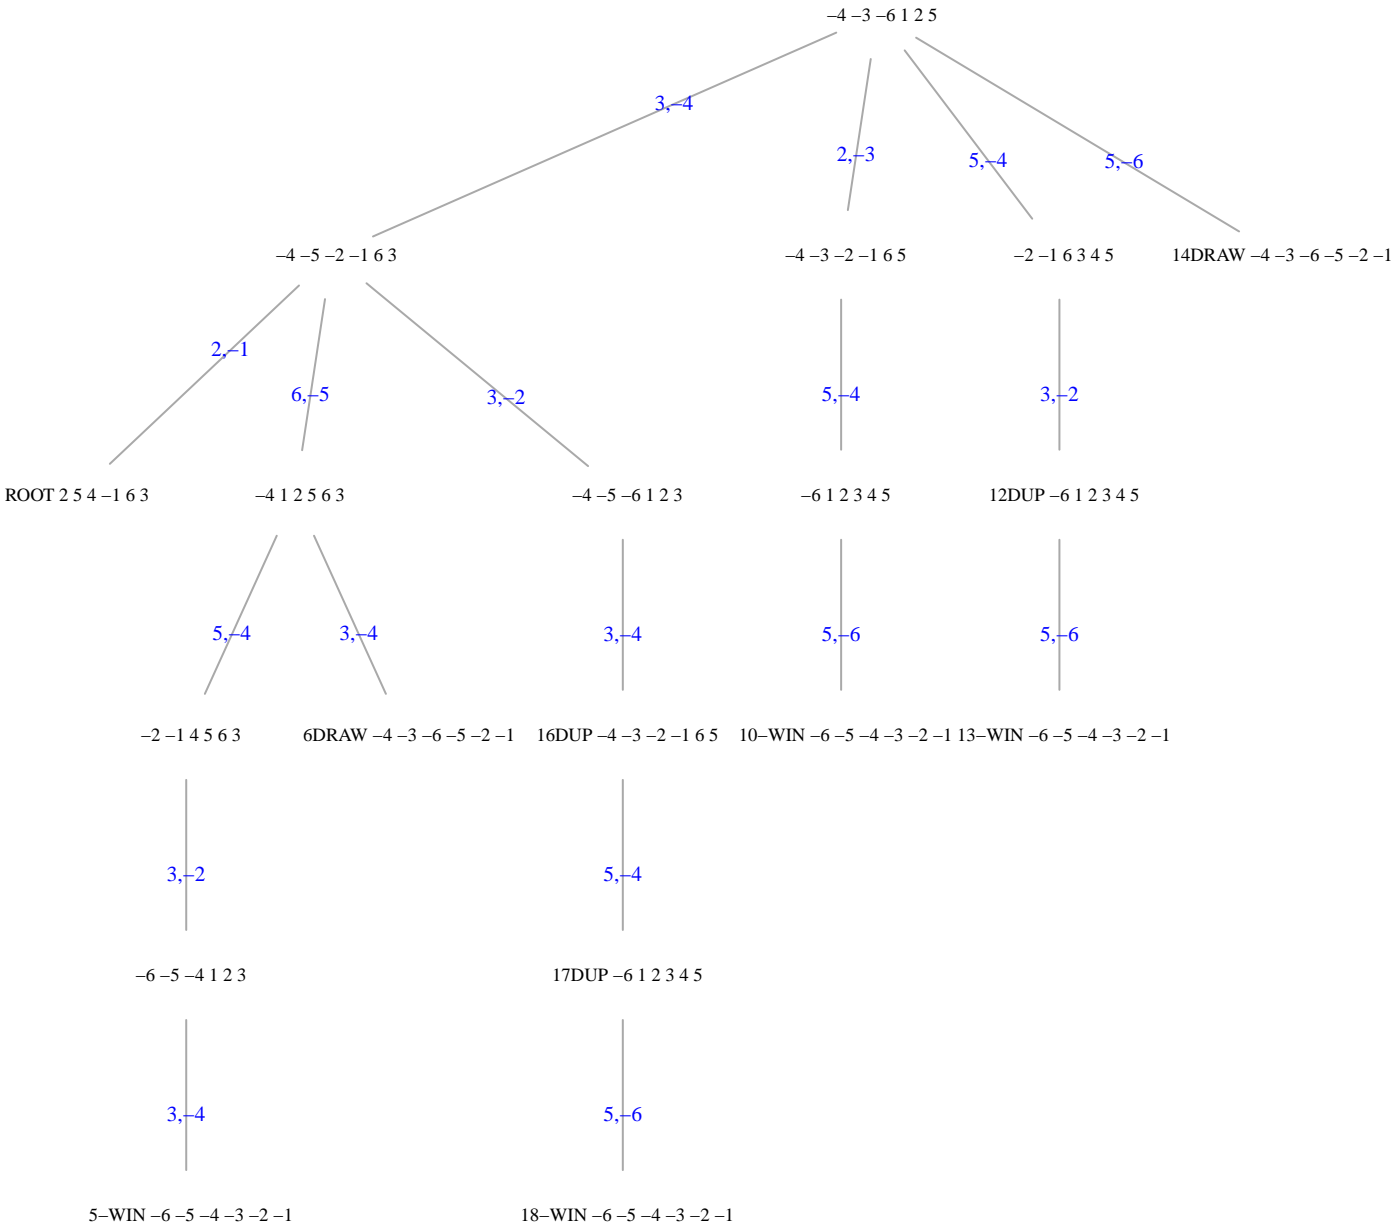 –4 –3 –6 1 2 5
3,–4
2,–3
5,–4
5,–6
–4 –5 –2 –1 6 3
–4 –3 –2 –1 6 5
–2 –1 6 3 4 5
14DRAW –4 –3 –6 –5 –2 –1
2,–1
6,–5
3,–2
5,–4
3,–2
ROOT 2 5 4 –1 6 3
–4 1 2 5 6 3
–4 –5 –6 1 2 3
–6 1 2 3 4 5
12DUP –6 1 2 3 4 5
5,–4
3,–4
3,–4
5,–6
5,–6
–2 –1 4 5 6 3
6DRAW –4 –3 –6 –5 –2 –1
16DUP –4 –3 –2 –1 6 5
10–WIN –6 –5 –4 –3 –2 –1
13–WIN –6 –5 –4 –3 –2 –1
3,–2
5,–4
–6 –5 –4 1 2 3
17DUP –6 1 2 3 4 5
3,–4
5,–6
5–WIN –6 –5 –4 –3 –2 –1
18–WIN –6 –5 –4 –3 –2 –1